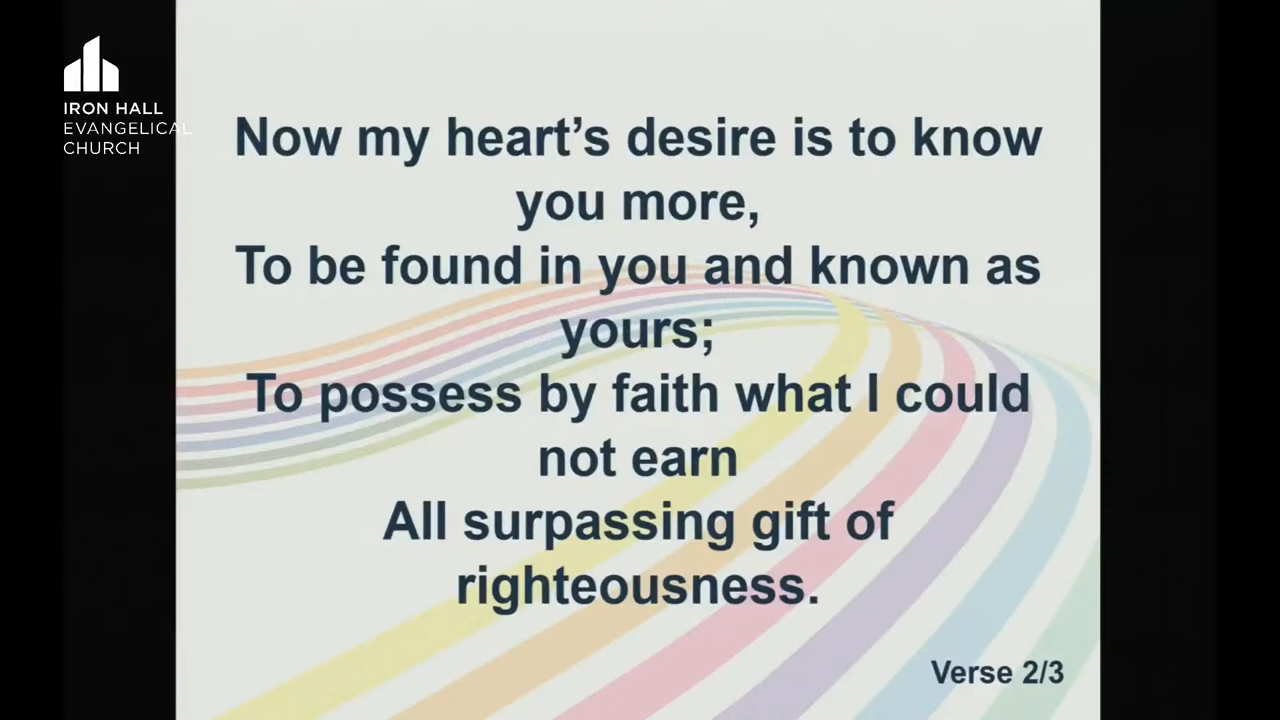 IRON HALL
EVANGELICAL
CHURCH
Now my heart’s desire is to know
you more,
To be found in you and known as
yours;
To possess by faith what I could
not earn
All surpassing gift of
righteousness.
Verse 2/3